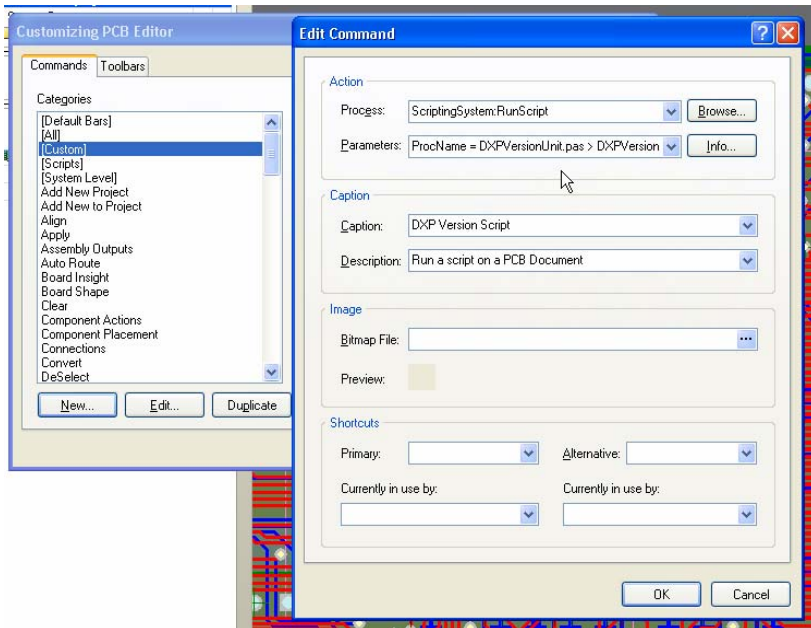 Customizing PCB Editor
Commands
Toolbars
Categories
[Default Bars]
[All]
[Custom]
[Scripts]
[System Level]
Add New Project
Add New to Project
Align
Apply
Assembly Outputs
Auto Route
Board Insight
Board Shape
Clear
Component Actions
Component Placement
Connections
Convert
DeSelect
New...
Edit...
Duplicate
Edit Command
Action
Process:
ScriptingSystem:RunScript
Browse...
Parameters:
ProcName = DXPVersionUnit.pas > DXPVersion
Info...
Caption
Caption:
DXP Version Script
Description:
Run a script on a PCB Document
Image
Bitmap File:
...
Preview:
Shortcuts
Primary:
Alternative:
Currently in use by:
Currently in use by:
OK
Cancel